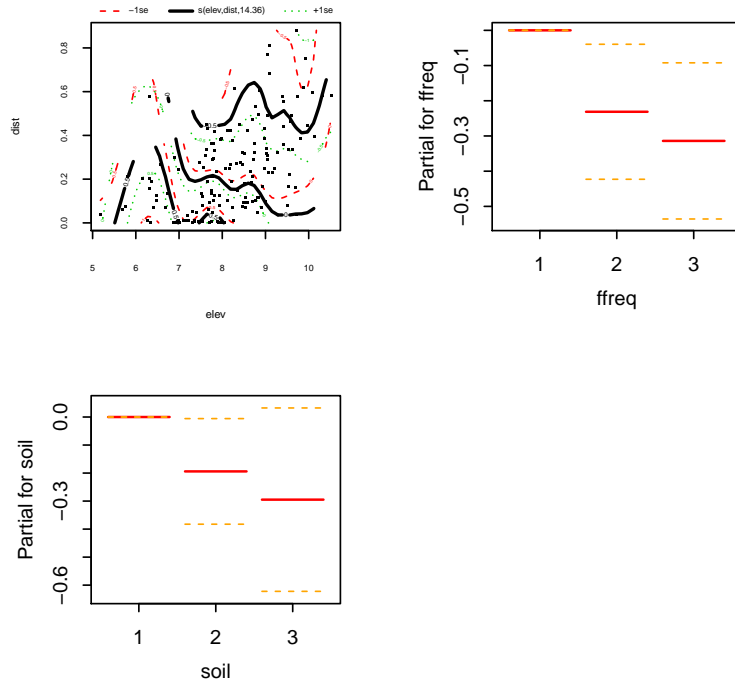 −1se s(elev,dist,14.36) +1se
0.8
0.6
0.4
0.2
0.0
dist
5 6 7 8 9 10
elev
−0.1
−0.3
−0.5
Partial for ffreq
1 2 3
ffreq
0.0
−0.3
−0.6
Partial for soil
1 2 3
soil